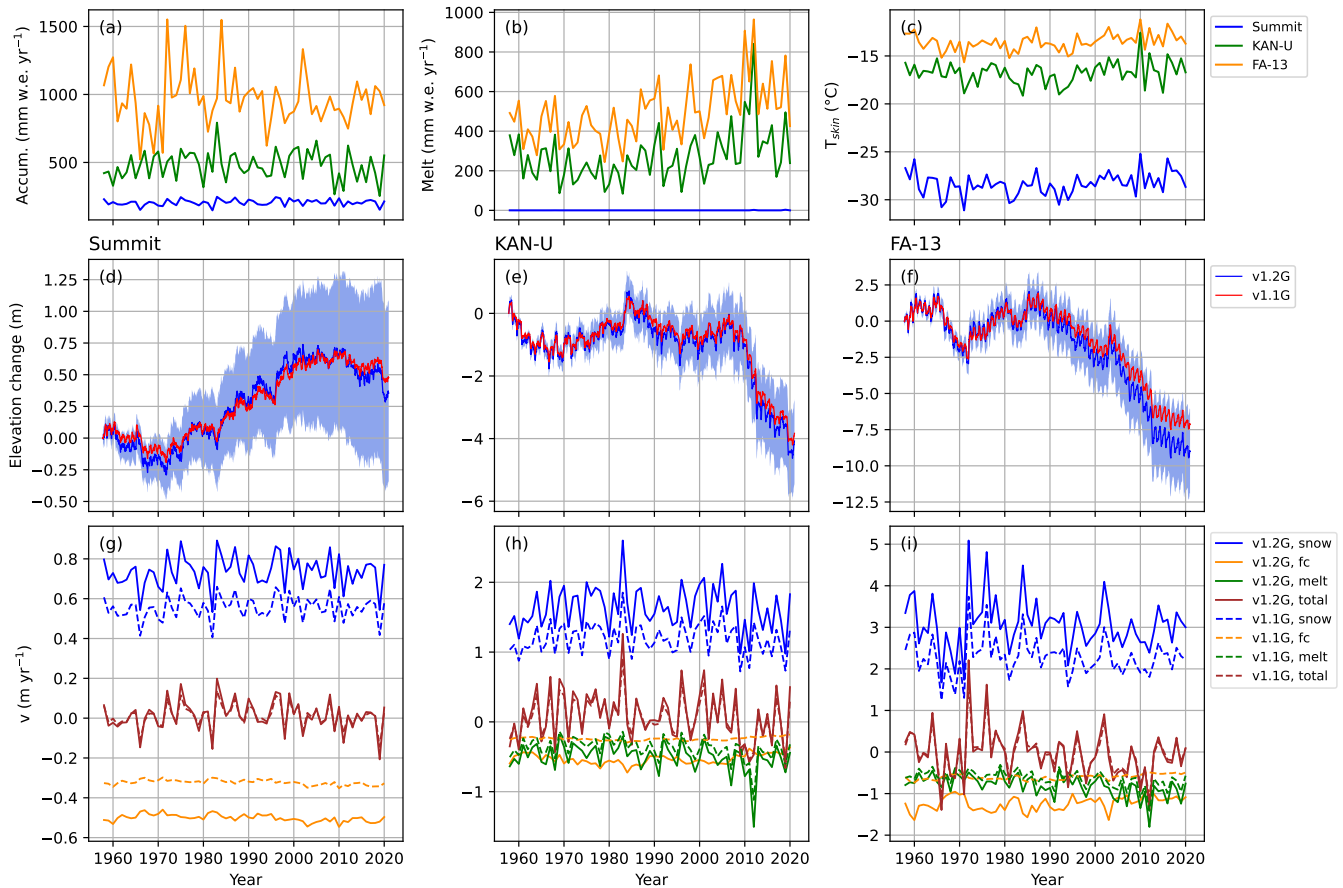 (a)
Accum. (mm w.e. yr−1)
1500
1000
500
(b)
Melt (mm w.e. yr−1)
1000
800
600
400
200
0
(c)
Tskin (°C)
−15
−20
−25
−30
Summit
KAN-U
FA-13
Summit
(d)
Elevation change (m)
1.25
1.00
0.75
0.50
0.25
0.00
−0.25
−0.50
KAN-U
(e)
0
−2
−4
−6
FA-13
(f)
2.5
0.0
−2.5
−5.0
−7.5
−10.0
−12.5
v1.2G
v1.1G
(g)
v (m yr−1)
0.8
0.6
0.4
0.2
0.0
−0.2
−0.4
−0.6
1960 1970 1980 1990 2000 2010 2020
Year
(h)
2
1
0
−1
1960 1970 1980 1990 2000 2010 2020
Year
(i)
5
4
3
2
1
0
−1
−2
1960 1970 1980 1990 2000 2010 2020
Year
v1.2G, snow
v1.2G, fc
v1.2G, melt
v1.2G, total
v1.1G, snow
v1.1G, fc
v1.1G, melt
v1.1G, total